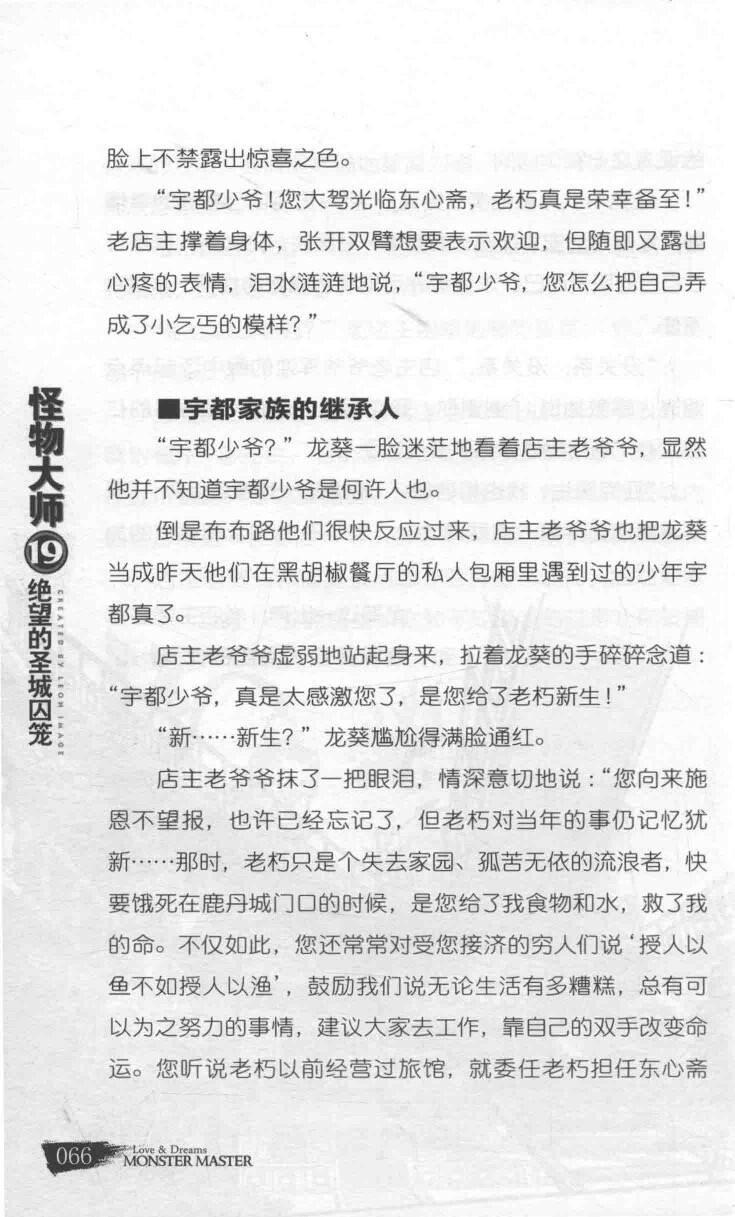 脸上不禁露出惊喜之色。
“宇都少爷！您大驾光临东心斋，老朽真是荣幸备至！”
老店主撑着身体，张开双臂想要表示欢迎，但随即又露出
心疼的表情，泪水涟涟地说，“宇都少爷，您怎么把自己弄
成了小乞丐的模样？”
■宇都家族的继承人
“宇都少爷？”龙葵一脸迷茫地看着店主老爷爷，显然
他并不知道宇都少爷是何许人也。
倒是布布路他们很快反应过来，店主老爷爷也把龙葵
当成昨天他们在黑胡椒餐厅的私人包厢里遇到过的少年宇
都真了。
店主老爷爷虚弱地站起身来，拉着龙葵的手碎碎念道：
“宇都少爷，真是太感激您了，是您给了老朽新生！”
“新……新生？”龙葵尴尬得满脸通红。
店主老爷爷抹了一把眼泪，情深意切地说：“您向来施
恩不望报，也许已经忘记了，但老朽对当年的事仍记忆犹
新……那时，老朽只是个失去家园、孤苦无依的流浪者，快
要饿死在鹿丹城门口的时候，是您给了我食物和水，救了我
的命。不仅如此，您还常常对受您接济的穷人们说‘授人以
鱼不如授人以渔’，鼓励我们说无论生活有多糟糕，总有可
以为之努力的事情，建议大家去工作，靠自己的双手改变命
运。您听说老朽以前经营过旅馆，就委任老朽担任东心斋
怪物大师
19
绝望的圣城囚笼
CREATED BY LEON IMAGE
066
Love & Dreams
MONSTER MASTER